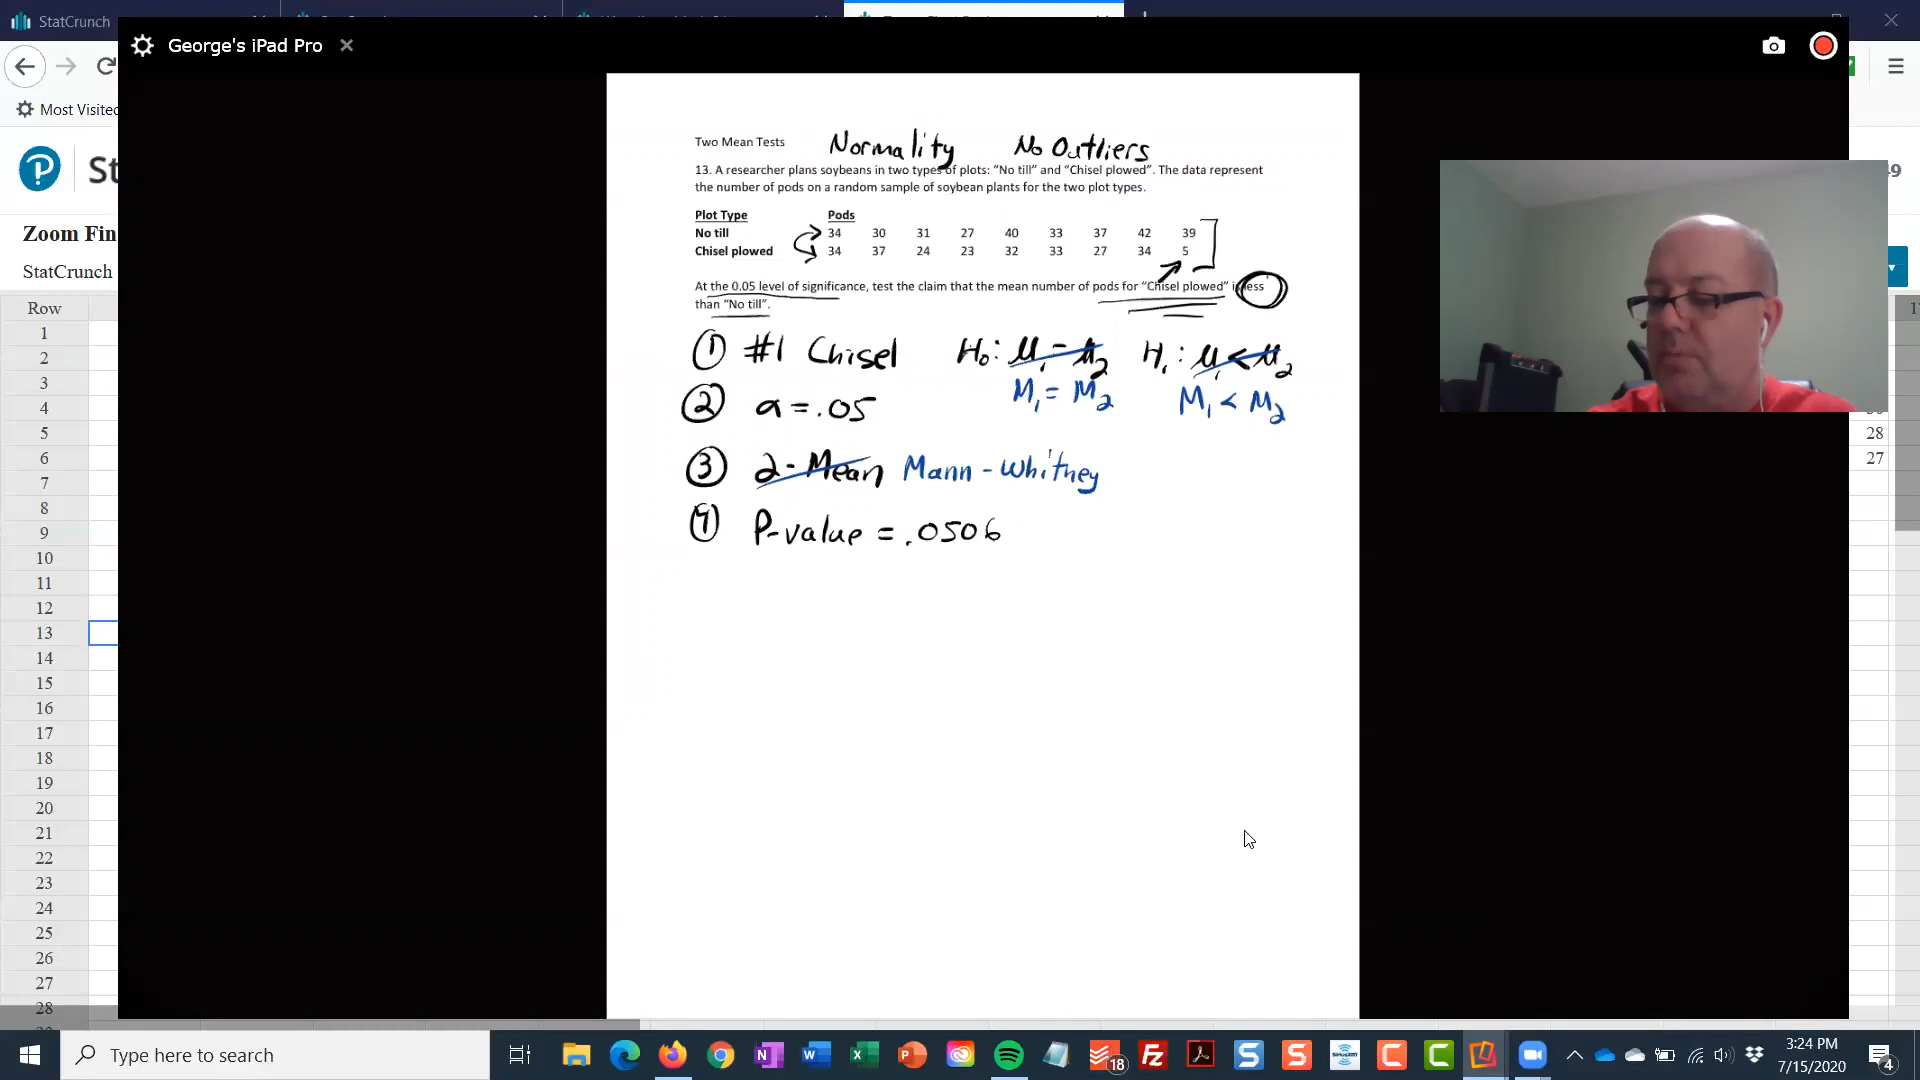 StatCrunch
George's iPad Pro
Most Visited
St
Zoom Fin
StatCrunch
Row
1
2
3
4
5
6
7
8
9
10
11
12
13
14
15
16
17
18
19
20
21
22
23
24
25
26
27
28
28
27
Two Mean Tests Normality No Outliers
13. A researcher plans soybeans in two types of plots: “No till” and “Chisel plowed”. The data represent
the number of pods on a random sample of soybean plants for the two plot types.
Plot Type Pods
No till 34 30 31 27 40 33 37 42 39
Chisel plowed 34 37 24 23 32 33 27 34 5
At the 0.05 level of significance, test the claim that the mean number of pods for “Chisel plowed” is less
than “No till”.
① #1 Chisel H₀: μ₁ = μ₂ H₁: μ₁ < μ₂
M₁ = M₂ M₁ < M₂
② α = .05
③ 2-Mean Mann-Whitney
④ P-value = .0506
Type here to search
18
3:24 PM
7/15/2020
4